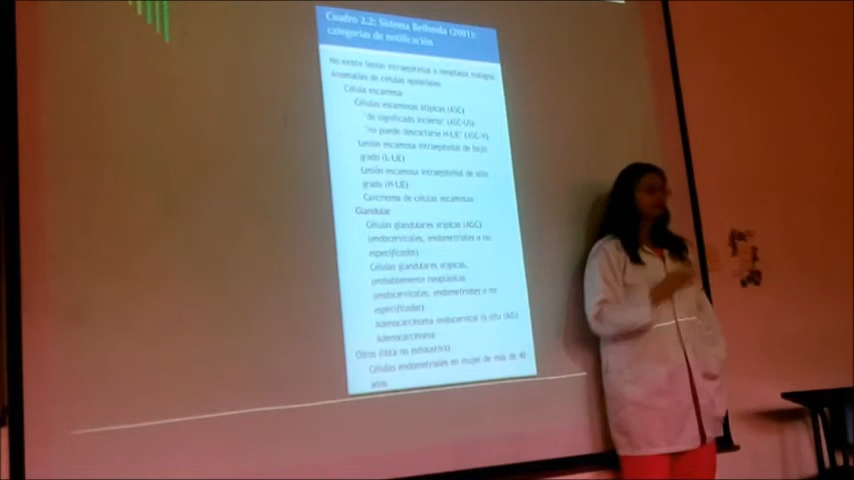 Cuadro 2.2: Sistema Bethesda (2001):
categorías de notificación
No existe lesión intraepitelial o neoplasia maligna
Anomalías de células epiteliales
Célula escamosa
Células escamosas atípicas (ASC)
"de significado incierto" (ASC-US)
"no puede descartarse H-LIE" (ASC-H)
Lesión escamosa intraepitelial de bajo
grado (L-LIE)
Lesión escamosa intraepitelial de alto
grado (H-LIE)
Carcinoma de células escamosas
Glandular
Células glandulares atípicas (AGC)
(endocervicales, endometriales o no
especificadas)
Células glandulares atípicas,
probablemente neoplásicas
(endocervicales, endometriales o no
especificadas)
Adenocarcinoma endocervical in situ (AIS)
Adenocarcinoma
Otros (lista no exhaustiva)
Células endometriales en mujer de más de 40
años